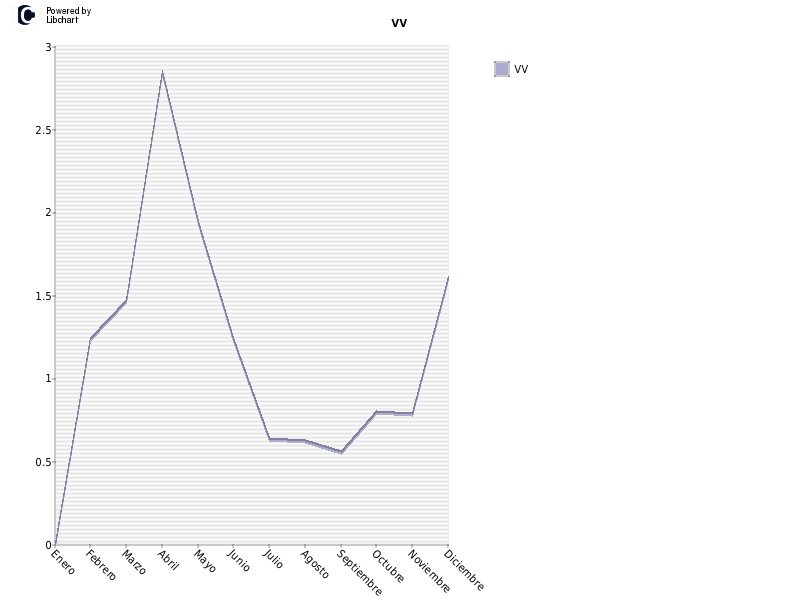 Powered by
Libchart
VV
VV
3
2.5
2
1.5
1
0.5
0
Enero
Febrero
Marzo
Abril
Mayo
Junio
Julio
Agosto
Septiembre
Octubre
Noviembre
Diciembre